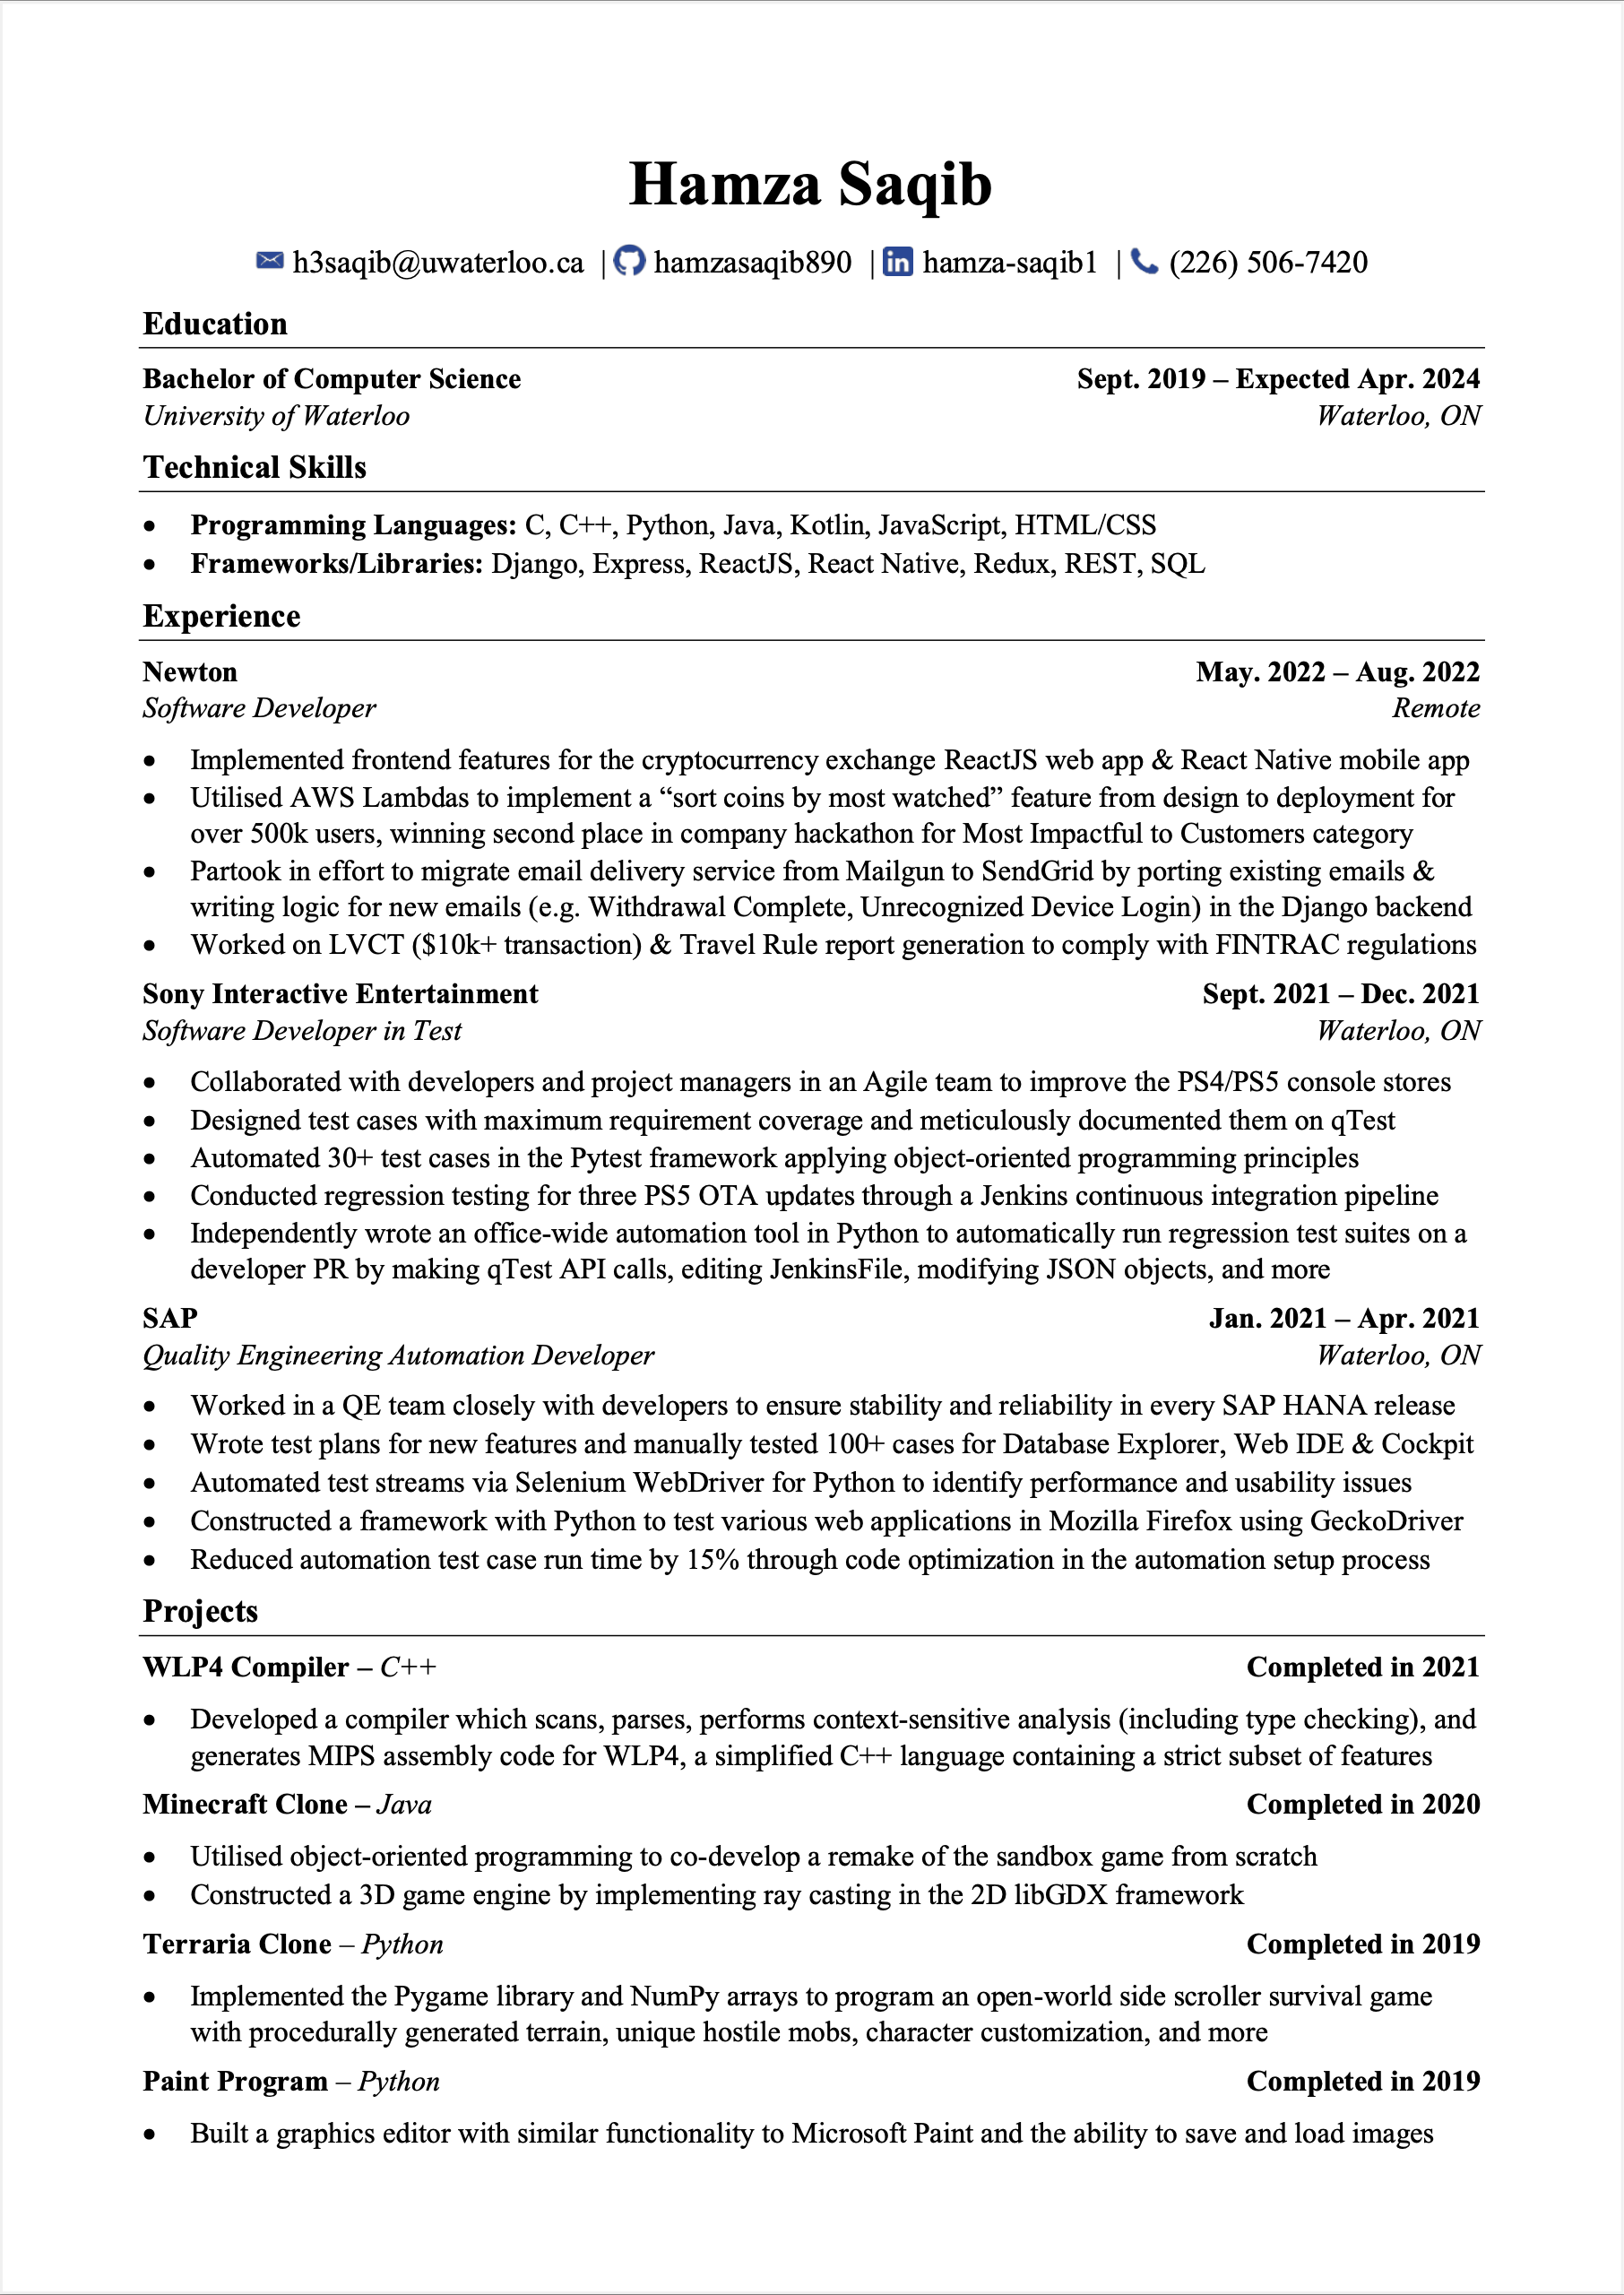 Hamza Saqib
h3saqib@uwaterloo.ca | hamzasaqib890 | in hamza-saqib1 | (226) 506-7420
Education
Bachelor of Computer Science Sept. 2019 – Expected Apr. 2024
University of Waterloo Waterloo, ON
Technical Skills
• Programming Languages: C, C++, Python, Java, Kotlin, JavaScript, HTML/CSS
• Frameworks/Libraries: Django, Express, ReactJS, React Native, Redux, REST, SQL
Experience
Newton May. 2022 – Aug. 2022
Software Developer Remote
• Implemented frontend features for the cryptocurrency exchange ReactJS web app & React Native mobile app
• Utilised AWS Lambdas to implement a “sort coins by most watched” feature from design to deployment for
over 500k users, winning second place in company hackathon for Most Impactful to Customers category
• Partook in effort to migrate email delivery service from Mailgun to SendGrid by porting existing emails &
writing logic for new emails (e.g. Withdrawal Complete, Unrecognized Device Login) in the Django backend
• Worked on LVCT ($10k+ transaction) & Travel Rule report generation to comply with FINTRAC regulations
Sony Interactive Entertainment Sept. 2021 – Dec. 2021
Software Developer in Test Waterloo, ON
• Collaborated with developers and project managers in an Agile team to improve the PS4/PS5 console stores
• Designed test cases with maximum requirement coverage and meticulously documented them on qTest
• Automated 30+ test cases in the Pytest framework applying object-oriented programming principles
• Conducted regression testing for three PS5 OTA updates through a Jenkins continuous integration pipeline
• Independently wrote an office-wide automation tool in Python to automatically run regression test suites on a
developer PR by making qTest API calls, editing JenkinsFile, modifying JSON objects, and more
SAP Jan. 2021 – Apr. 2021
Quality Engineering Automation Developer Waterloo, ON
• Worked in a QE team closely with developers to ensure stability and reliability in every SAP HANA release
• Wrote test plans for new features and manually tested 100+ cases for Database Explorer, Web IDE & Cockpit
• Automated test streams via Selenium WebDriver for Python to identify performance and usability issues
• Constructed a framework with Python to test various web applications in Mozilla Firefox using GeckoDriver
• Reduced automation test case run time by 15% through code optimization in the automation setup process
Projects
WLP4 Compiler – C++ Completed in 2021
• Developed a compiler which scans, parses, performs context-sensitive analysis (including type checking), and
generates MIPS assembly code for WLP4, a simplified C++ language containing a strict subset of features
Minecraft Clone – Java Completed in 2020
• Utilised object-oriented programming to co-develop a remake of the sandbox game from scratch
• Constructed a 3D game engine by implementing ray casting in the 2D libGDX framework
Terraria Clone – Python Completed in 2019
• Implemented the Pygame library and NumPy arrays to program an open-world side scroller survival game
with procedurally generated terrain, unique hostile mobs, character customization, and more
Paint Program – Python Completed in 2019
• Built a graphics editor with similar functionality to Microsoft Paint and the ability to save and load images